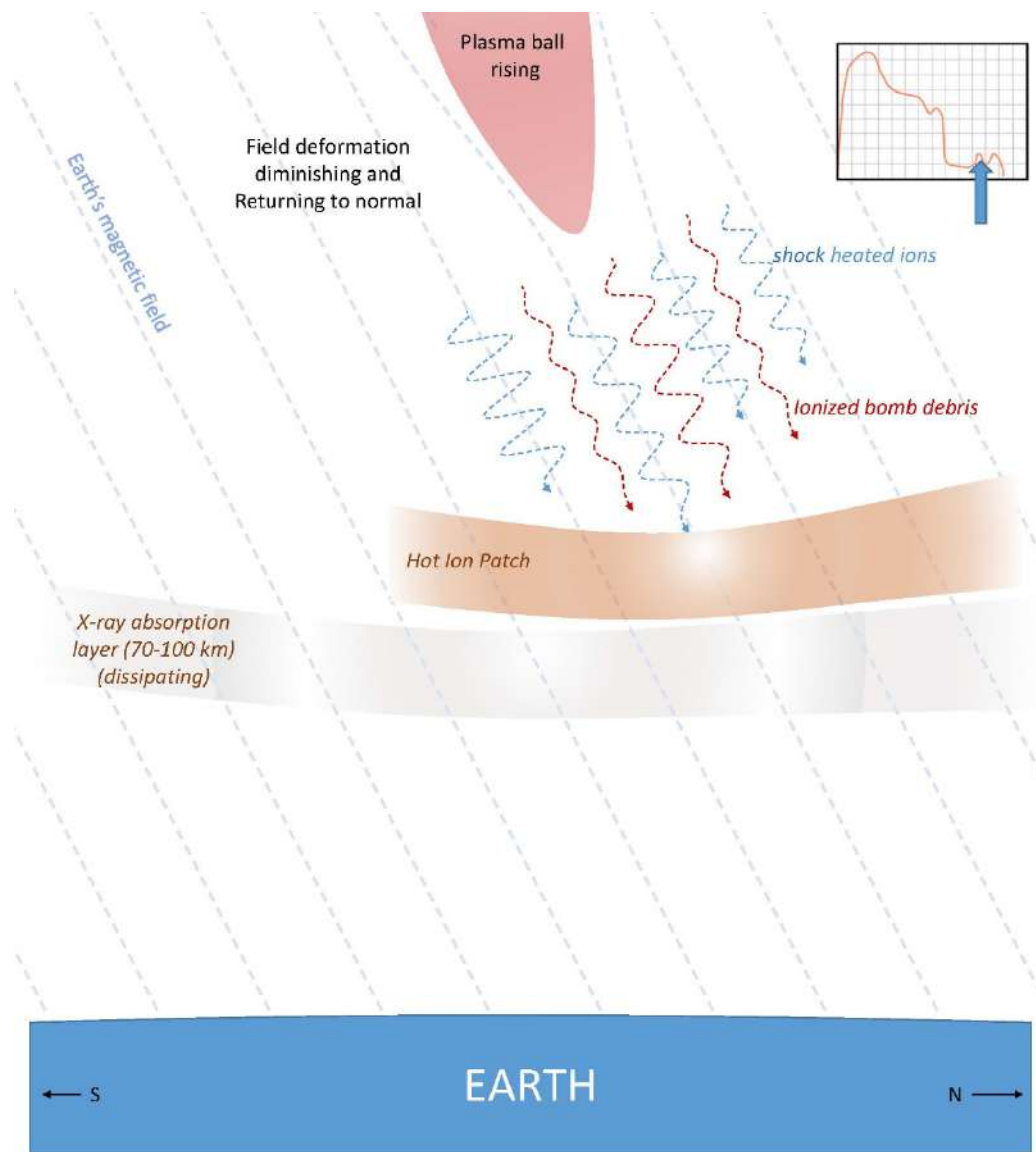 Plasma ball
rising
Field deformation
diminishing and
Returning to normal
Earth's magnetic field
shock heated ions
Ionized bomb debris
Hot Ion Patch
X-ray absorption
layer (70-100 km)
(dissipating)
EARTH
S
N